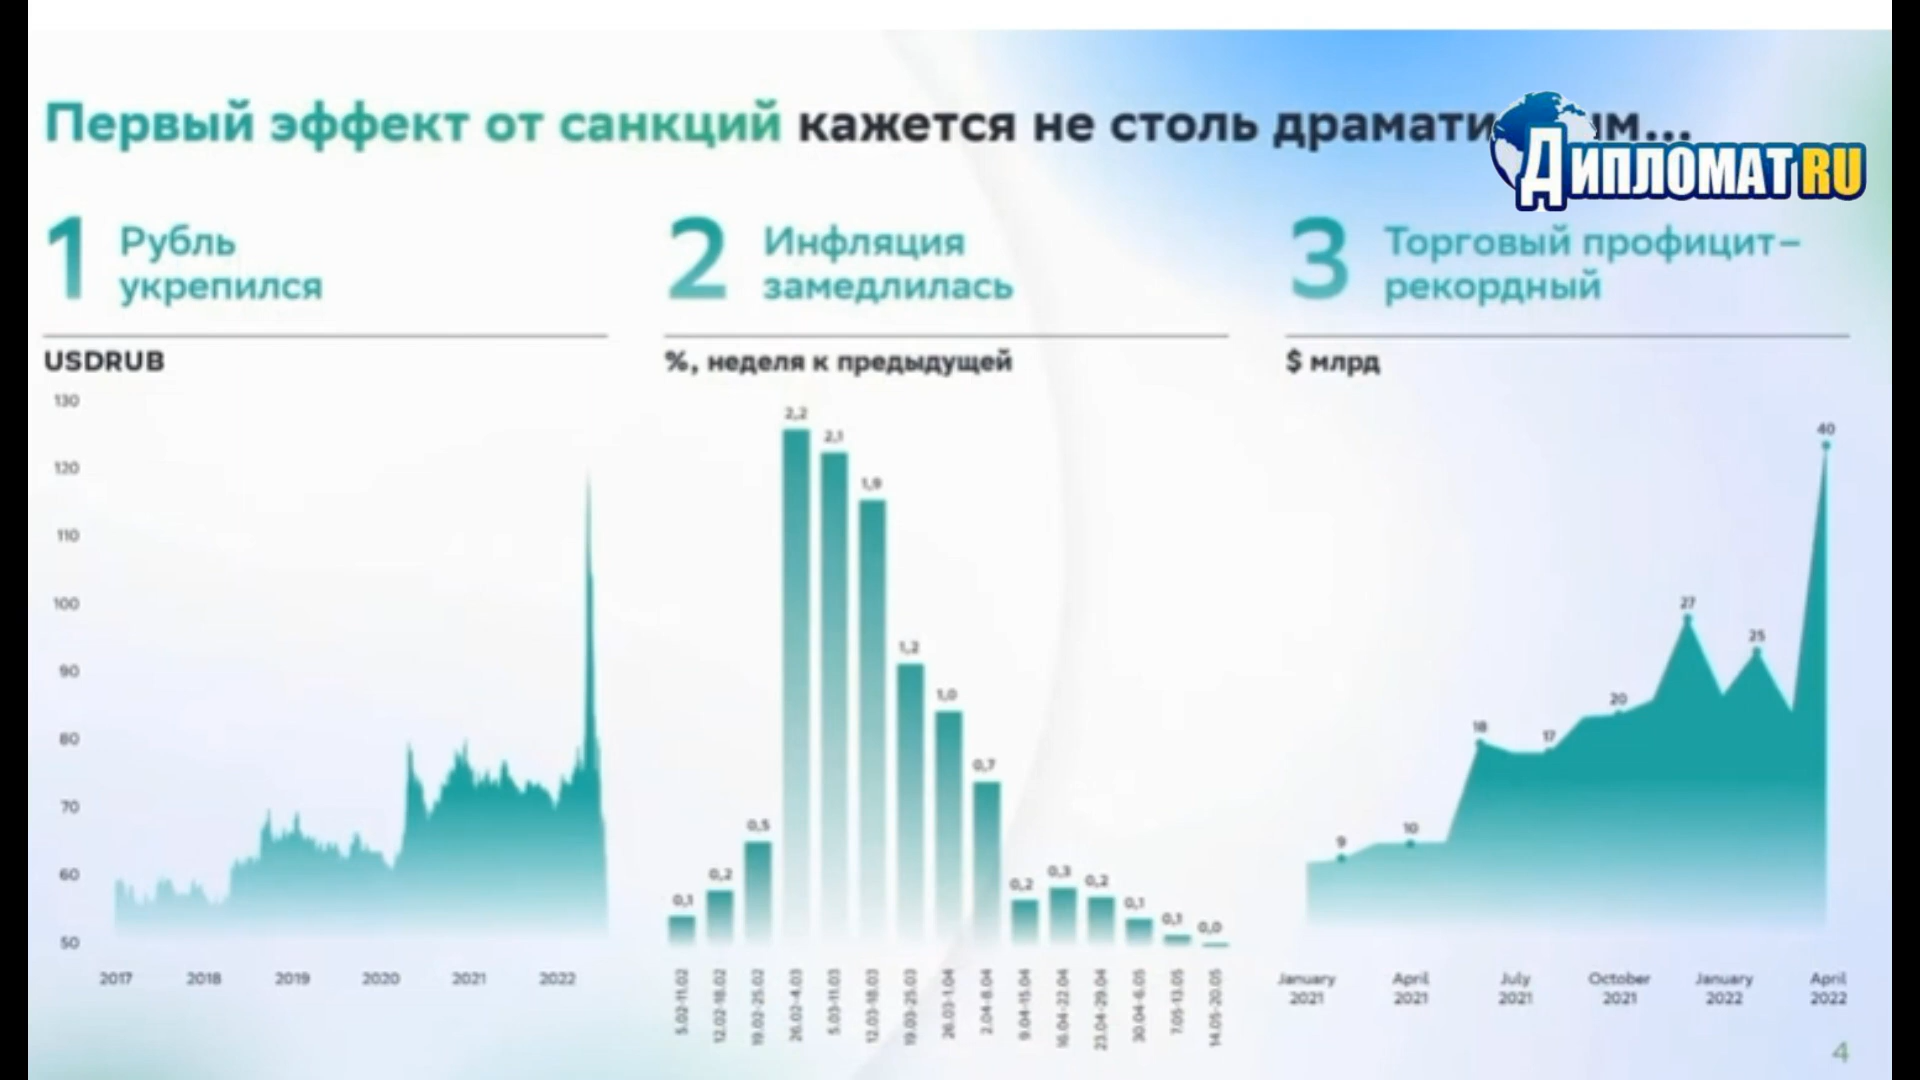 Первый эффект от санкций кажется не столь драмати ым...
ДИПЛОМАТ RU
1 Рубль
укрепился
USDRUB
130
120
110
100
90
80
70
60
50
2017 2018 2019 2020 2021 2022
2 Инфляция
замедлилась
%, неделя к предыдущей
2,2
2,1
1,9
1,2
1,0
0,7
0,5
0,3
0,2 0,2 0,2
0,1 0,1 0,1 0,0
5.02-11.02
12.02-18.02
19.02-25.02
26.02-4.03
5.03-11.03
12.03-18.03
19.03-25.03
26.03-1.04
2.04-8.04
9.04-15.04
16.04-22.04
23.04-29.04
30.04-6.05
7.05-13.05
14.05-20.05
3 Торговый профицит–
рекордный
$ млрд
40
27
25
20
18
17
10
9
January April July October January April
2021 2021 2021 2021 2022 2022
4